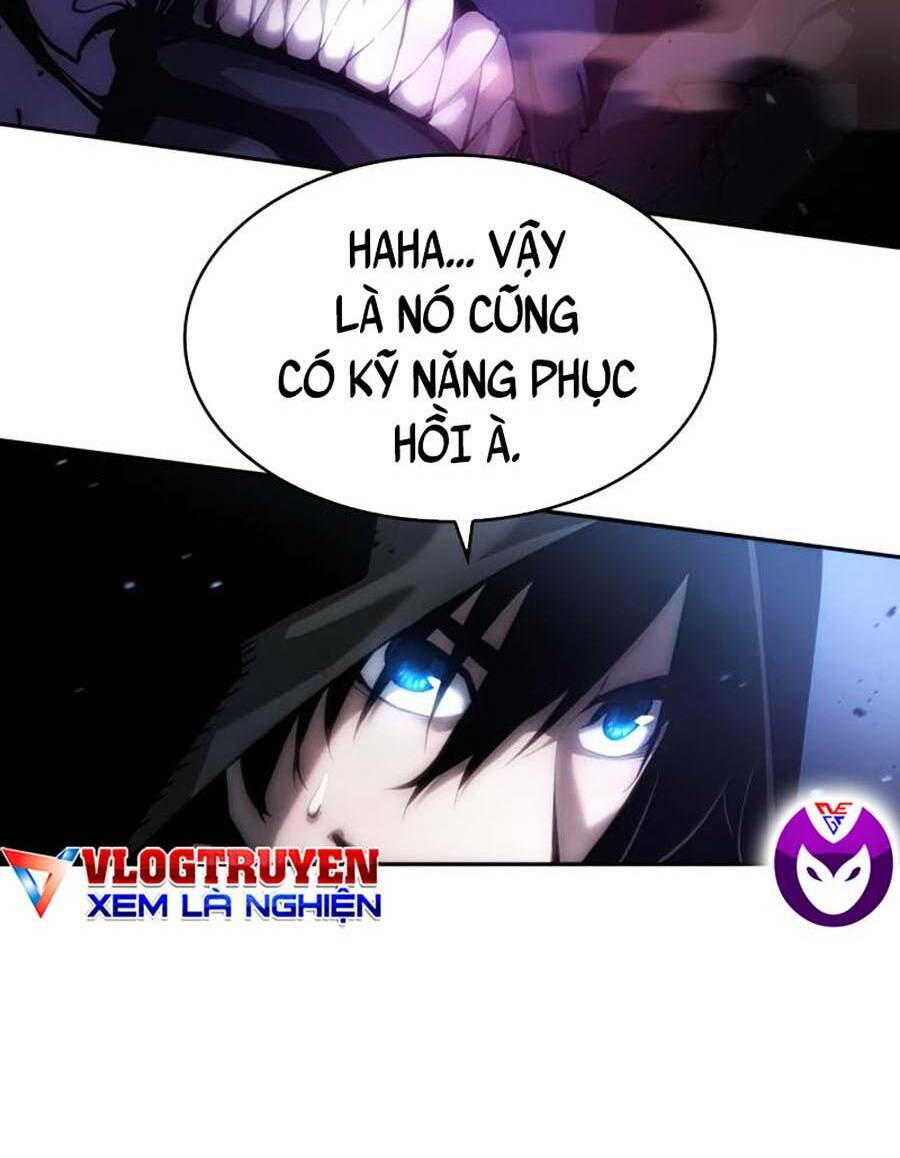 HAHA... VẬY
LÀ NÓ CŨNG
CÓ KỸ NĂNG PHỤC
HỒI À.
VLOGTRUYEN
XEM LÀ NGHIỆN